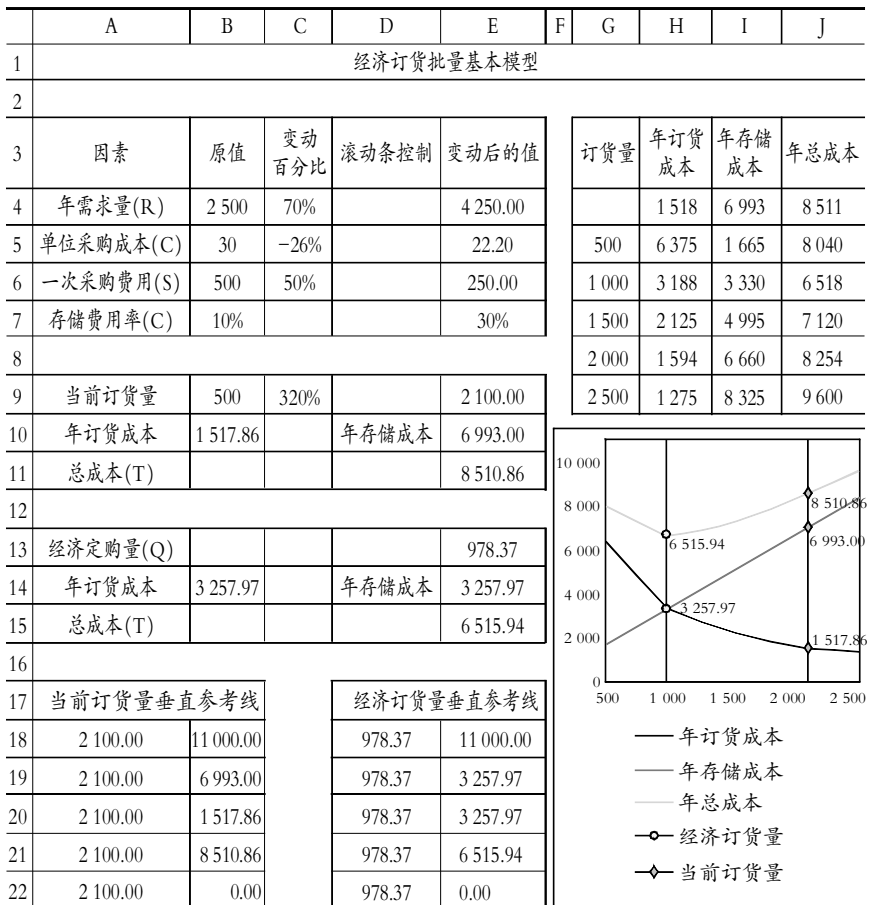 A B C D E F G H I J
1 经济订货批量基本模型
2
3 因素 原值 变动百分比 滚动条控制 变动后的值 订货量 年订货成本 年存储成本 年总成本
4 年需求量(R) 2 500 70% 4 250.00 1 518 6 993 8 511
5 单位采购成本(C) 30 −26% 22.20 500 6 375 1 665 8 040
6 一次采购费用(S) 500 50% 250.00 1 000 3 188 3 330 6 518
7 存储费用率(C) 10% 30% 1 500 2 125 4 995 7 120
8 2 000 1 594 6 660 8 254
9 当前订货量 500 320% 2 100.00 2 500 1 275 8 325 9 600
10 年订货成本 1 517.86 年存储成本 6 993.00
11 总成本(T) 8 510.86
12
13 经济定购量(Q) 978.37
14 年订货成本 3 257.97 年存储成本 3 257.97
15 总成本(T) 6 515.94
16
17 当前订货量垂直参考线 经济订货量垂直参考线
18 2 100.00 11 000.00 978.37 11 000.00
19 2 100.00 6 993.00 978.37 3 257.97
20 2 100.00 1 517.86 978.37 3 257.97
21 2 100.00 8 510.86 978.37 6 515.94
22 2 100.00 0.00 978.37 0.00
10 000
8 000
8 510.86
6 515.94
6 993.00
6 000
4 000
3 257.97
2 000
1 517.86
0
500 1 000 1 500 2 000 2 500
年订货成本
年存储成本
年总成本
经济订货量
当前订货量